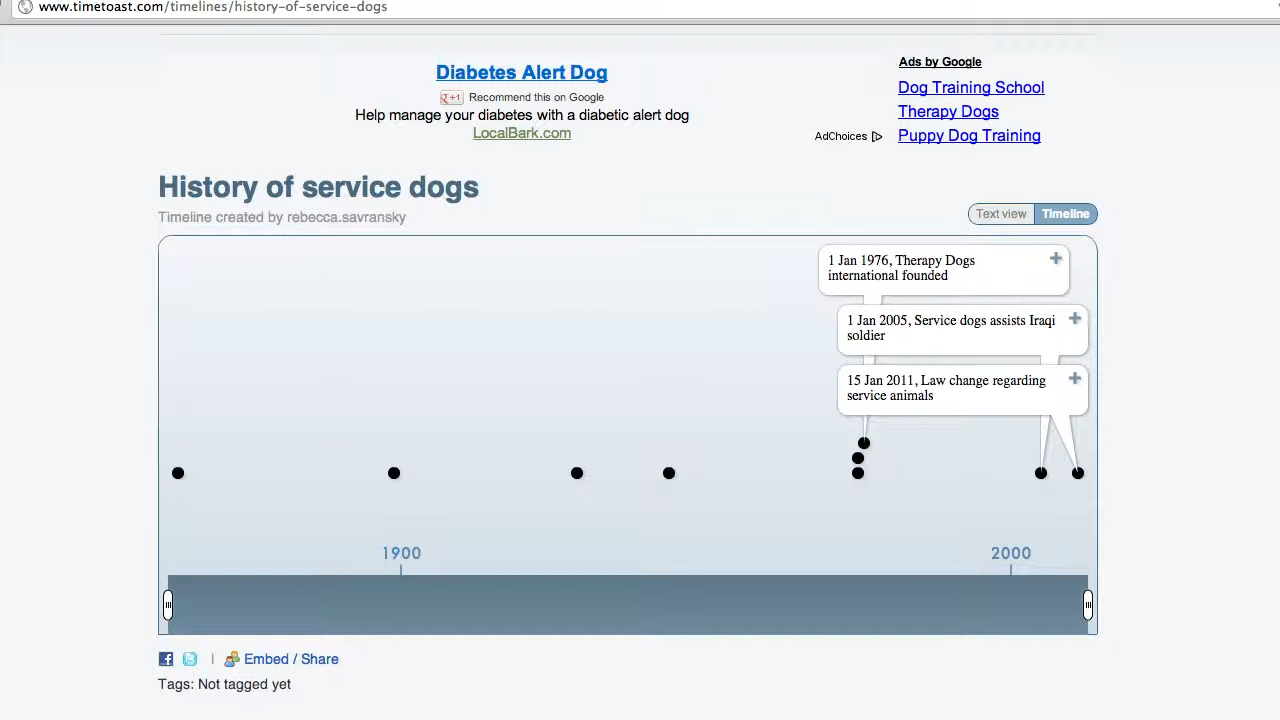 www.timetoast.com/timelines/history-of-service-dogs
Diabetes Alert Dog
+1 Recommend this on Google
Help manage your diabetes with a diabetic alert dog
LocalBark.com
Ads by Google
Dog Training School
Therapy Dogs
AdChoices
Puppy Dog Training
History of service dogs
Timeline created by rebecca.savransky
Text view Timeline
1 Jan 1976, Therapy Dogs
international founded
1 Jan 2005, Service dogs assists Iraqi
soldier
15 Jan 2011, Law change regarding
service animals
1900 2000
Embed / Share
Tags: Not tagged yet